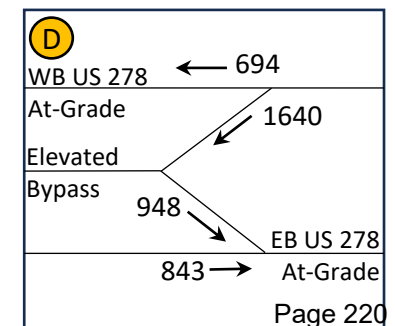 D
694
WB US 278
At-Grade
1640
Elevated
Bypass
948
EB US 278
843
At-Grade
Page 220